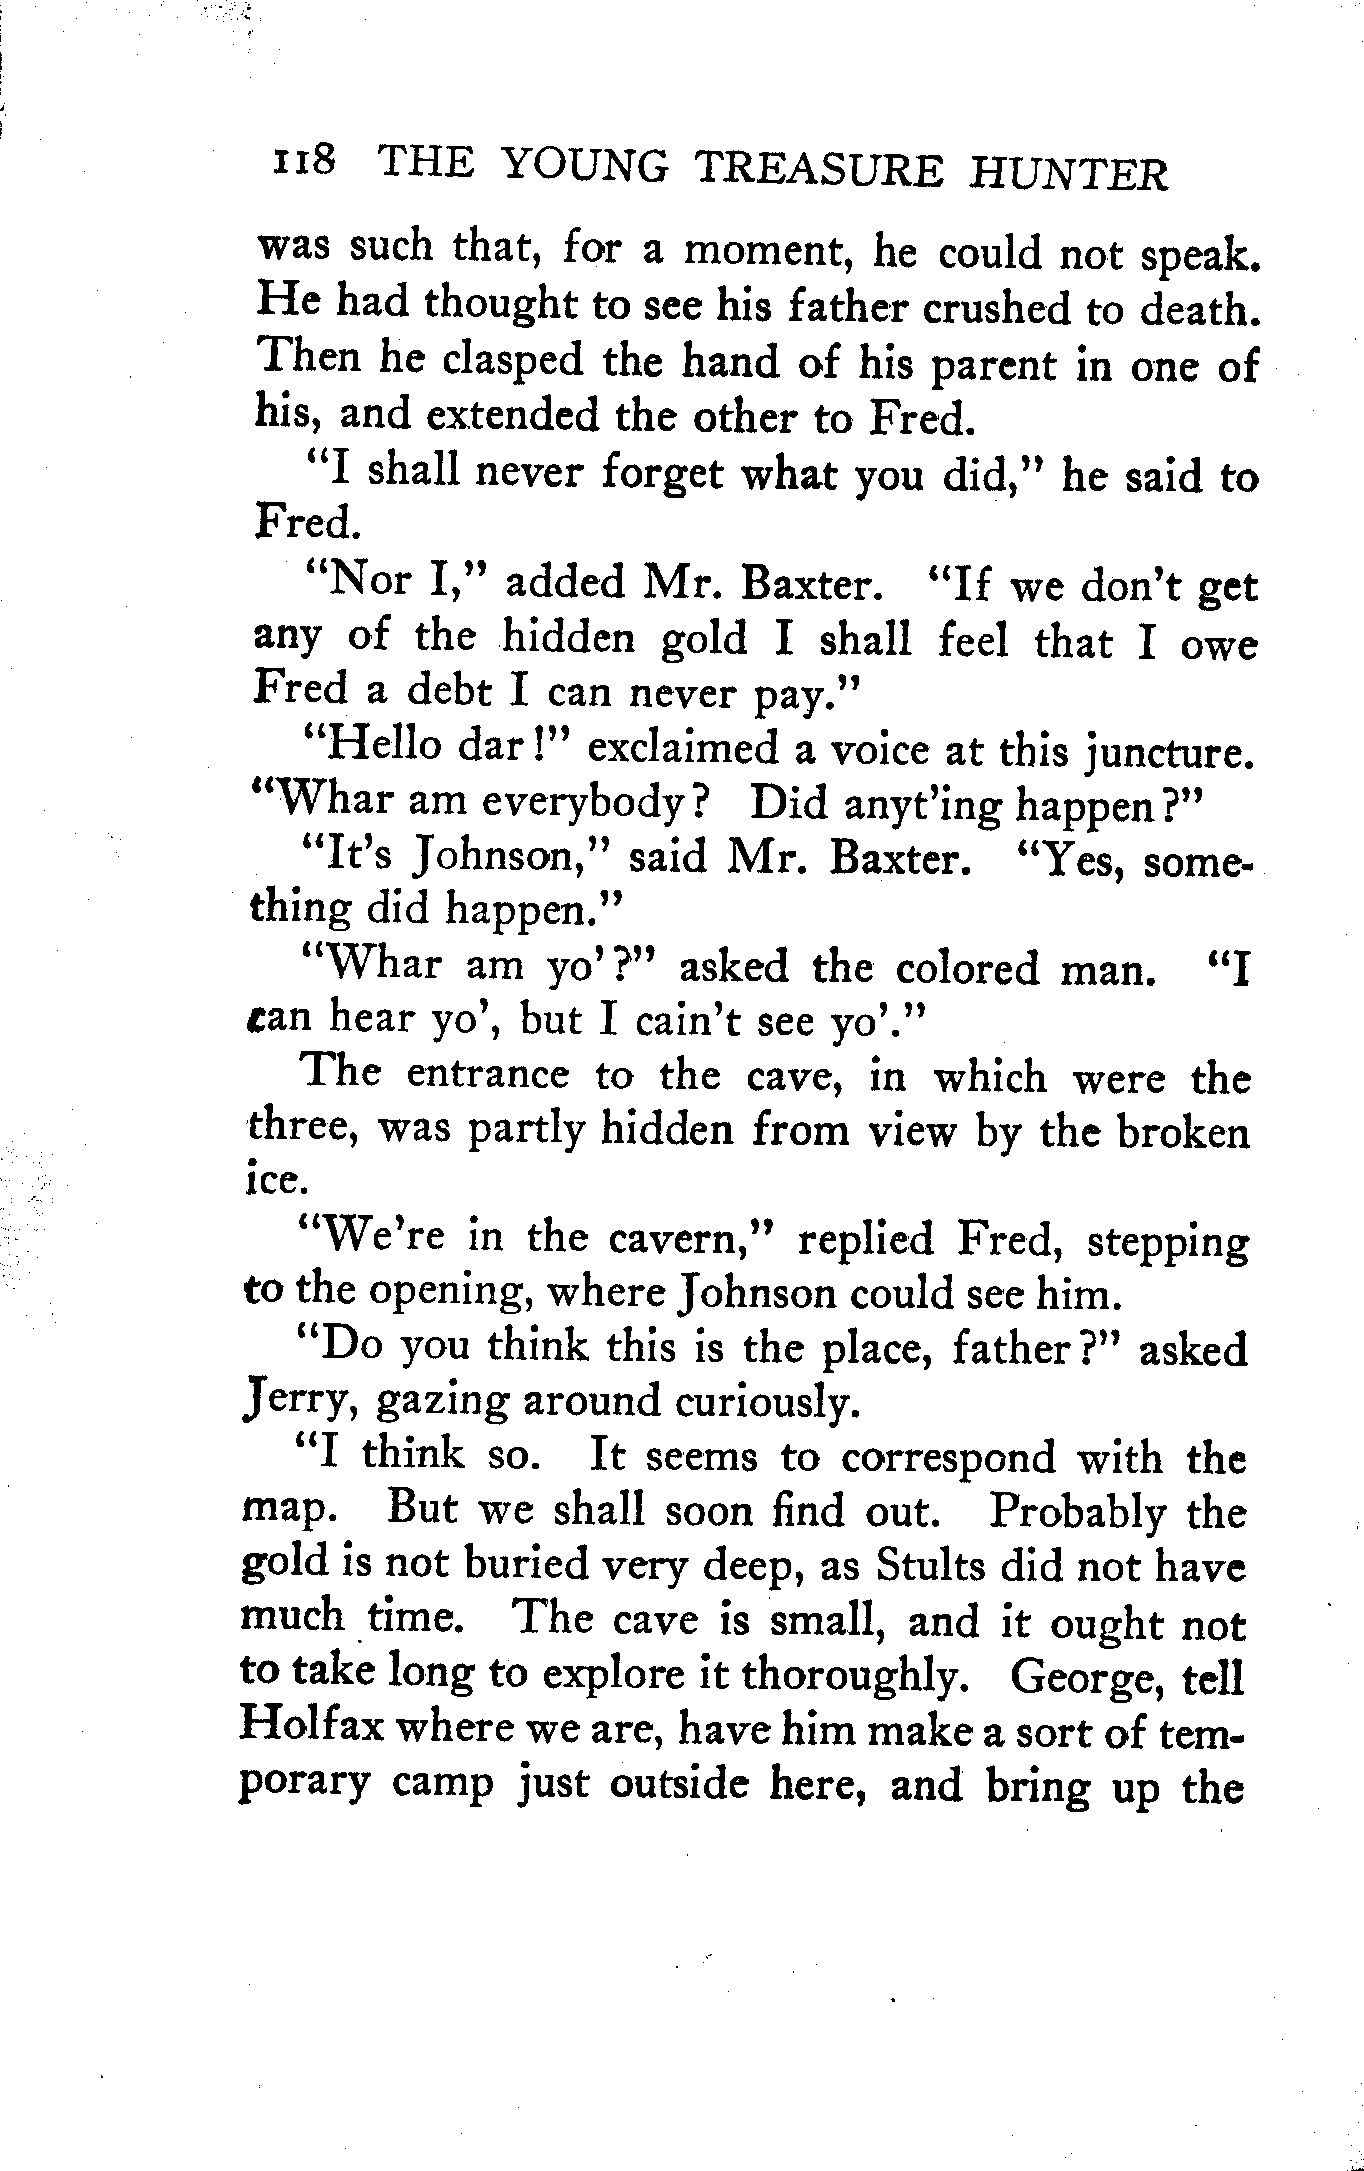 118 THE YOUNG TREASURE HUNTER
was such that, for a moment, he could not speak.
He had thought to see his father crushed to death.
Then he clasped the hand of his parent in one of
his, and extended the other to Fred.
“I shall never forget what you did,” he said to
Fred.
“Nor I,” added Mr. Baxter. “If we don’t get
any of the hidden gold I shall feel that I owe
Fred a debt I can never pay.”
“Hello dar!” exclaimed a voice at this juncture.
“Whar am everybody? Did anyt’ing happen?”
“It’s Johnson,” said Mr. Baxter. “Yes, some-
thing did happen.”
“Whar am yo’?” asked the colored man. “I
can hear yo’, but I cain’t see yo’.”
The entrance to the cave, in which were the
three, was partly hidden from view by the broken
ice.
“We’re in the cavern,” replied Fred, stepping
to the opening, where Johnson could see him.
“Do you think this is the place, father?” asked
Jerry, gazing around curiously.
“I think so. It seems to correspond with the
map. But we shall soon find out. Probably the
gold is not buried very deep, as Stults did not have
much time. The cave is small, and it ought not
to take long to explore it thoroughly. George, tell
Holfax where we are, have him make a sort of tem-
porary camp just outside here, and bring up the